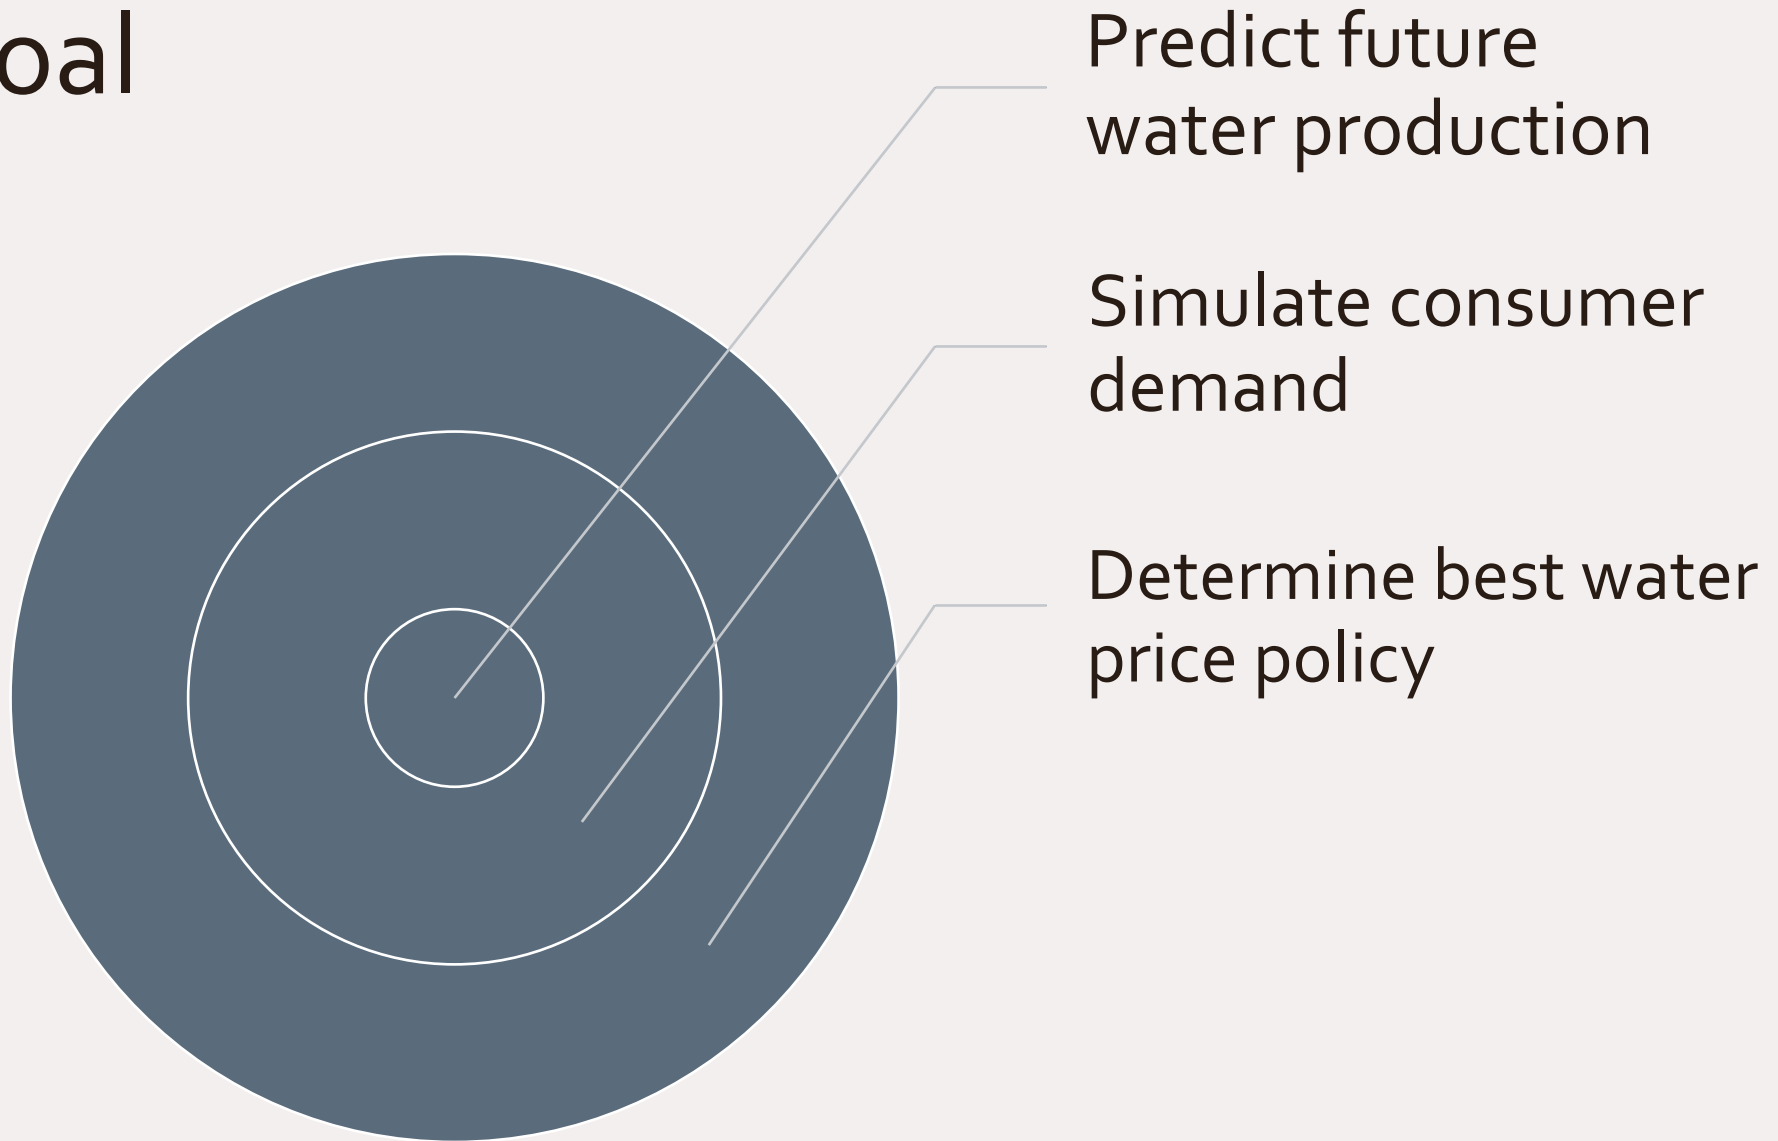 oal
Predict future
water production
Simulate consumer
demand
Determine best water
price policy